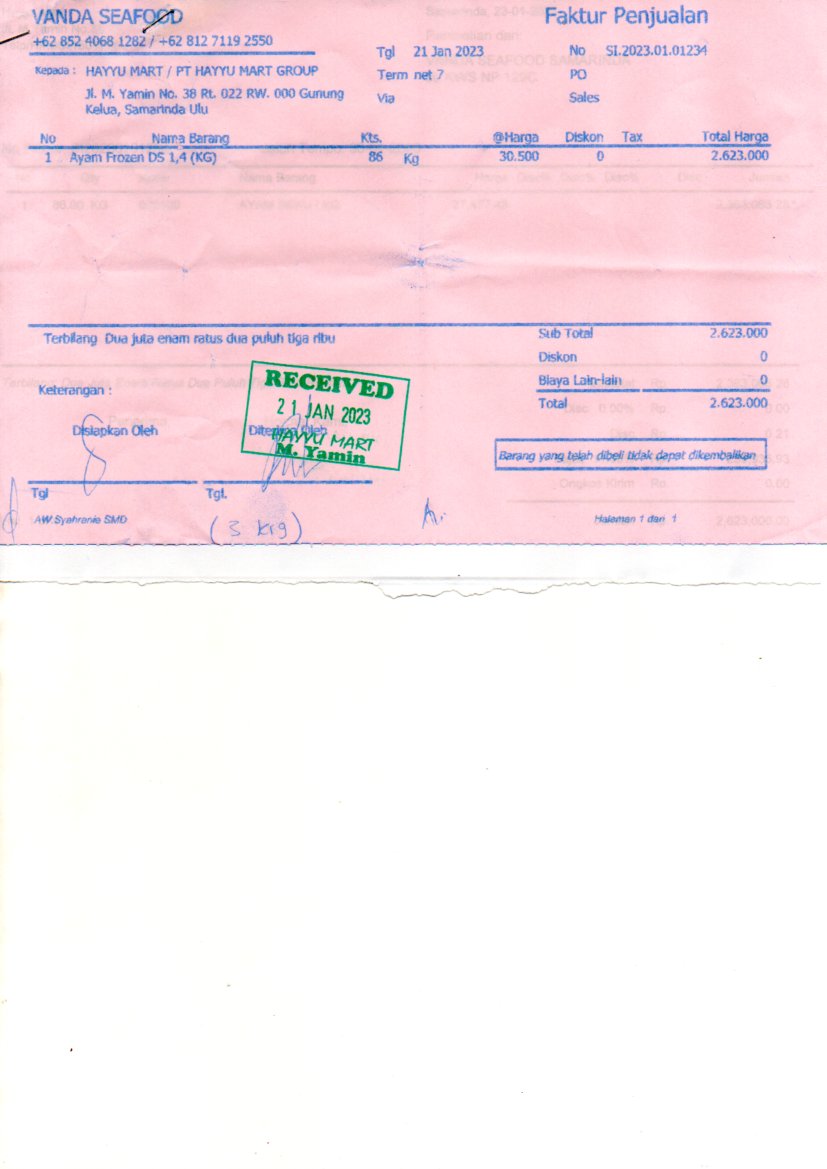 VANDA SEAFOOD
+62 852 4068 1282 / +62 812 7119 2550
Faktur Penjualan
Kepada : HAYYU MART / PT HAYYU MART GROUP
Jl. M. Yamin No. 38 Rt. 022 RW. 000 Gunung
Kelua, Samarinda Ulu
Tgl 21 Jan 2023 No SI.2023.01.01234
Term net 7 PO
Via Sales
No Nama Barang Kts. @Harga Diskon Tax Total Harga
1 Ayam Frozen DS 1,4 (KG) 86 Kg 30.500 0 2.623.000
Terbilang Dua juta enam ratus dua puluh tiga ribu
Sub Total 2.623.000
Diskon 0
Biaya Lain-lain 0
Total 2.623.000
Keterangan :
Disiapkan Oleh Diterima Oleh
RECEIVED
21 JAN 2023
HAYYU MART
M. Yamin
Barang yang telah dibeli tidak dapat dikembalikan
Tgl Tgl.
AW Syahranie SMD
(3 krg)
Halaman 1 dari 1